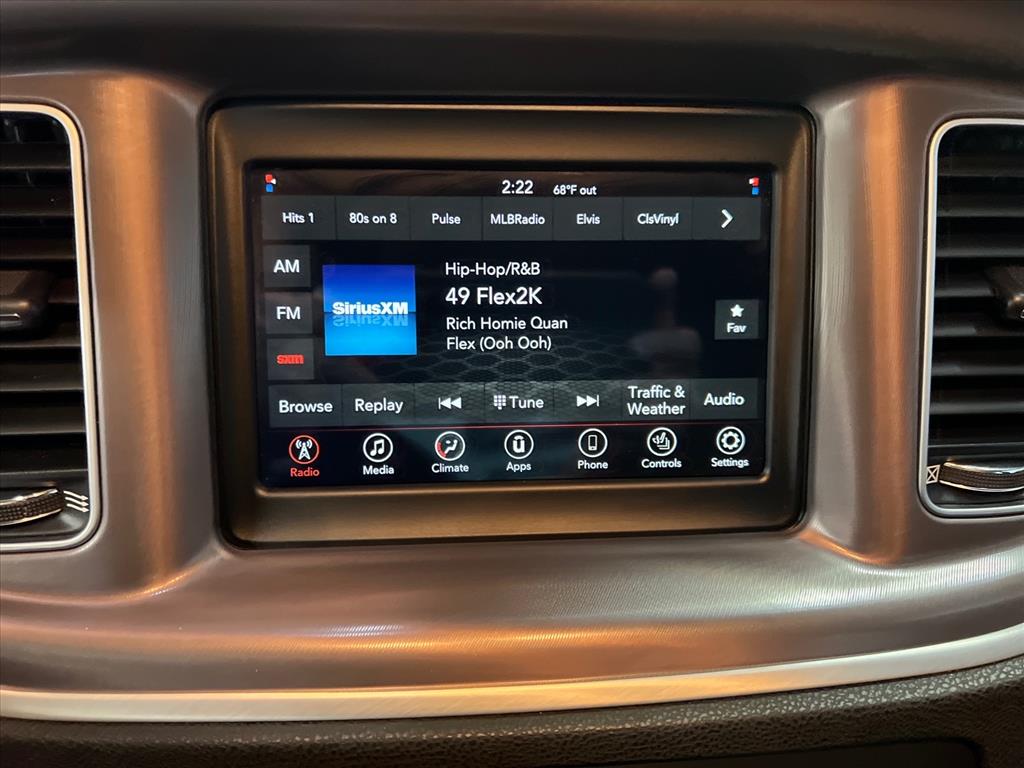 2:22 68°F out
Hits 1 80s on 8 Pulse MLBRadio Elvis ClsVinyl
AM
FM
sxm
SiriusXM
Hip-Hop/R&B
49 Flex2K
Rich Homie Quan
Flex (Ooh Ooh)
Fav
Browse Replay Tune Traffic & Weather Audio
Radio Media Climate Apps Phone Controls Settings